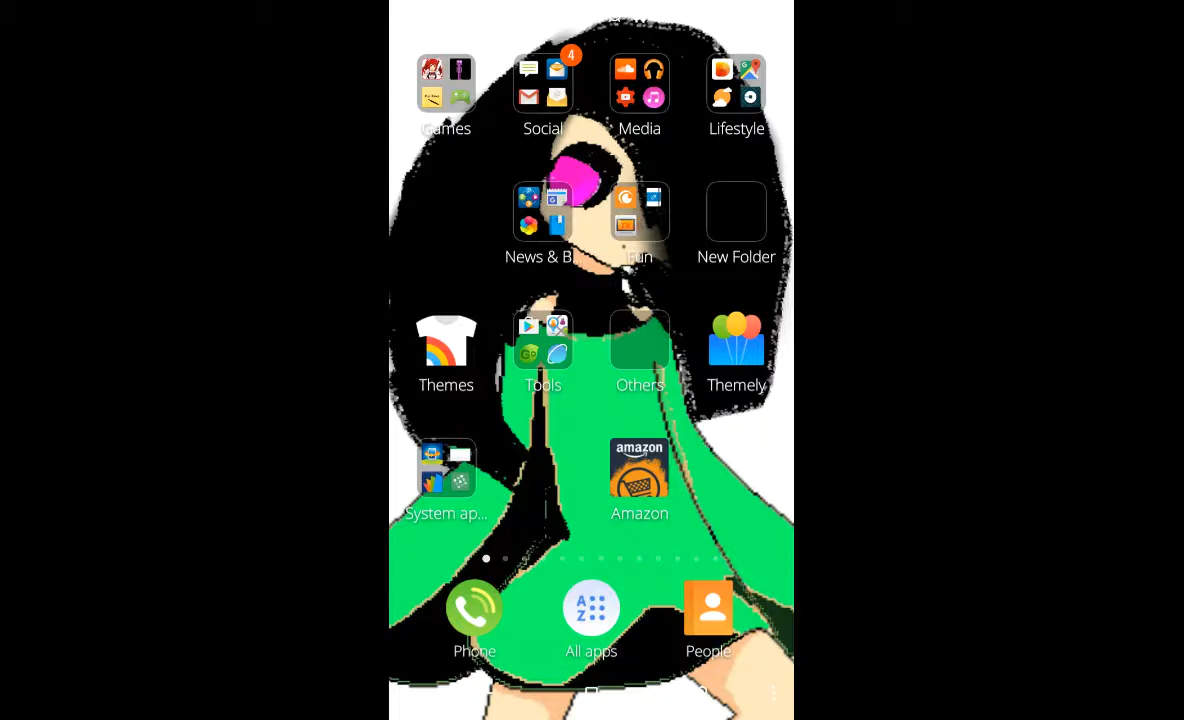 4
Games Social Media Lifestyle
News & B... Fun New Folder
Themes Tools Others Themely
amazon
System ap... Amazon
A
Z
Phone All apps People